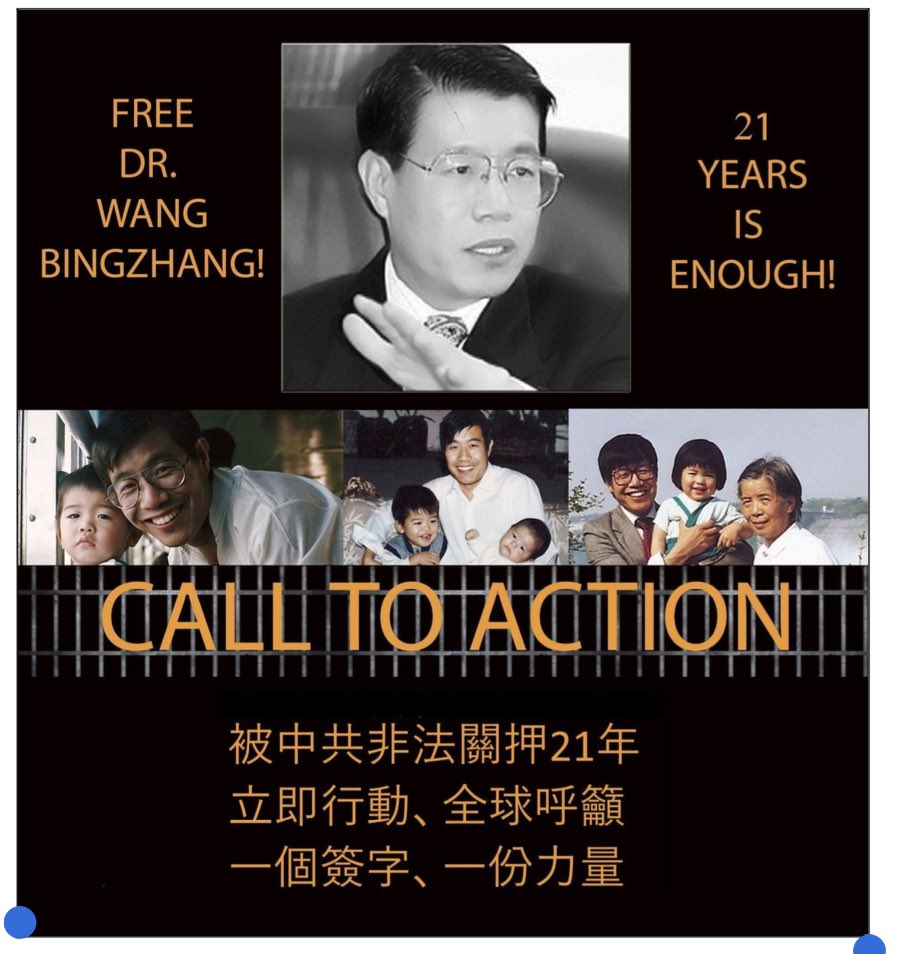 FREE
DR.
WANG
BINGZHANG!
21
YEARS
IS
ENOUGH!
CALL TO ACTION
被中共非法關押21年
立即行動、全球呼籲
一個簽字、一份力量